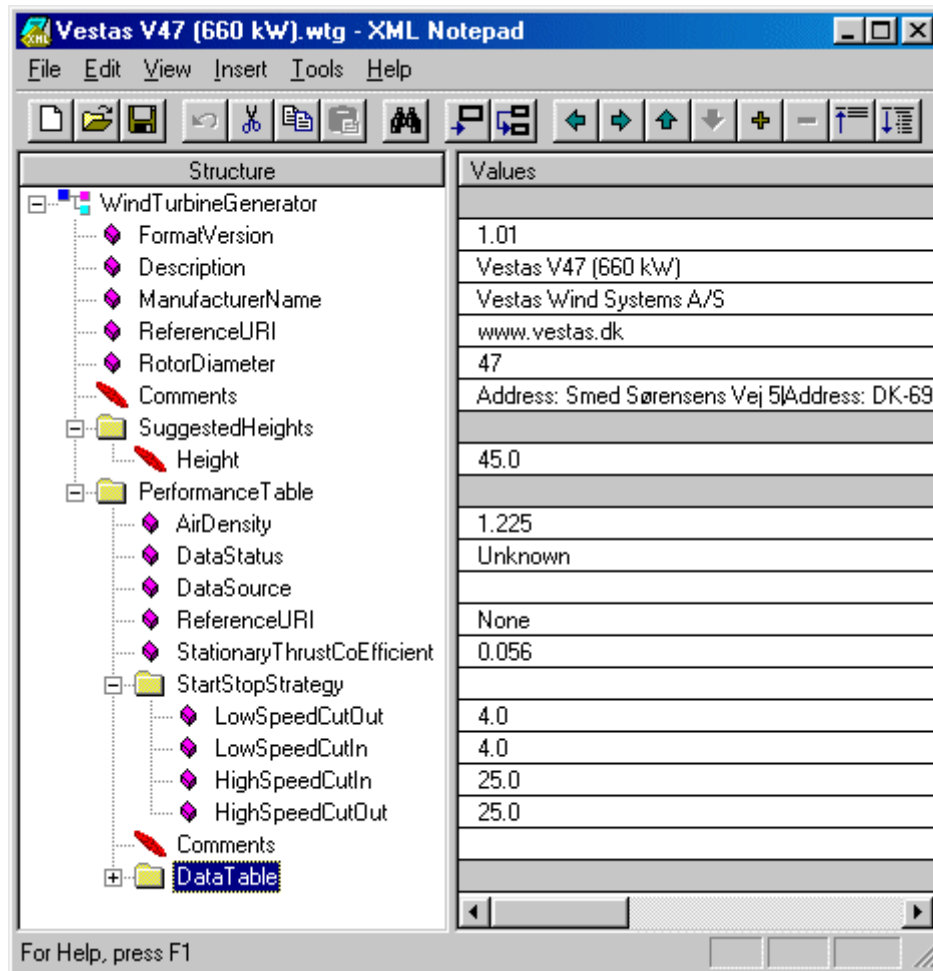 Vestas V47 (660 kW).wtg - XML Notepad
File Edit View Insert Tools Help
Structure Values
WindTurbineGenerator
FormatVersion 1.01
Description Vestas V47 (660 kW)
ManufacturerName Vestas Wind Systems A/S
ReferenceURI www.vestas.dk
RotorDiameter 47
Comments Address: Smed Sørensens Vej 5|Address: DK-69
SuggestedHeights
Height 45.0
PerformanceTable
AirDensity 1.225
DataStatus Unknown
DataSource
ReferenceURI None
StationaryThrustCoEfficient 0.056
StartStopStrategy
LowSpeedCutOut 4.0
LowSpeedCutIn 4.0
HighSpeedCutIn 25.0
HighSpeedCutOut 25.0
Comments
DataTable
For Help, press F1